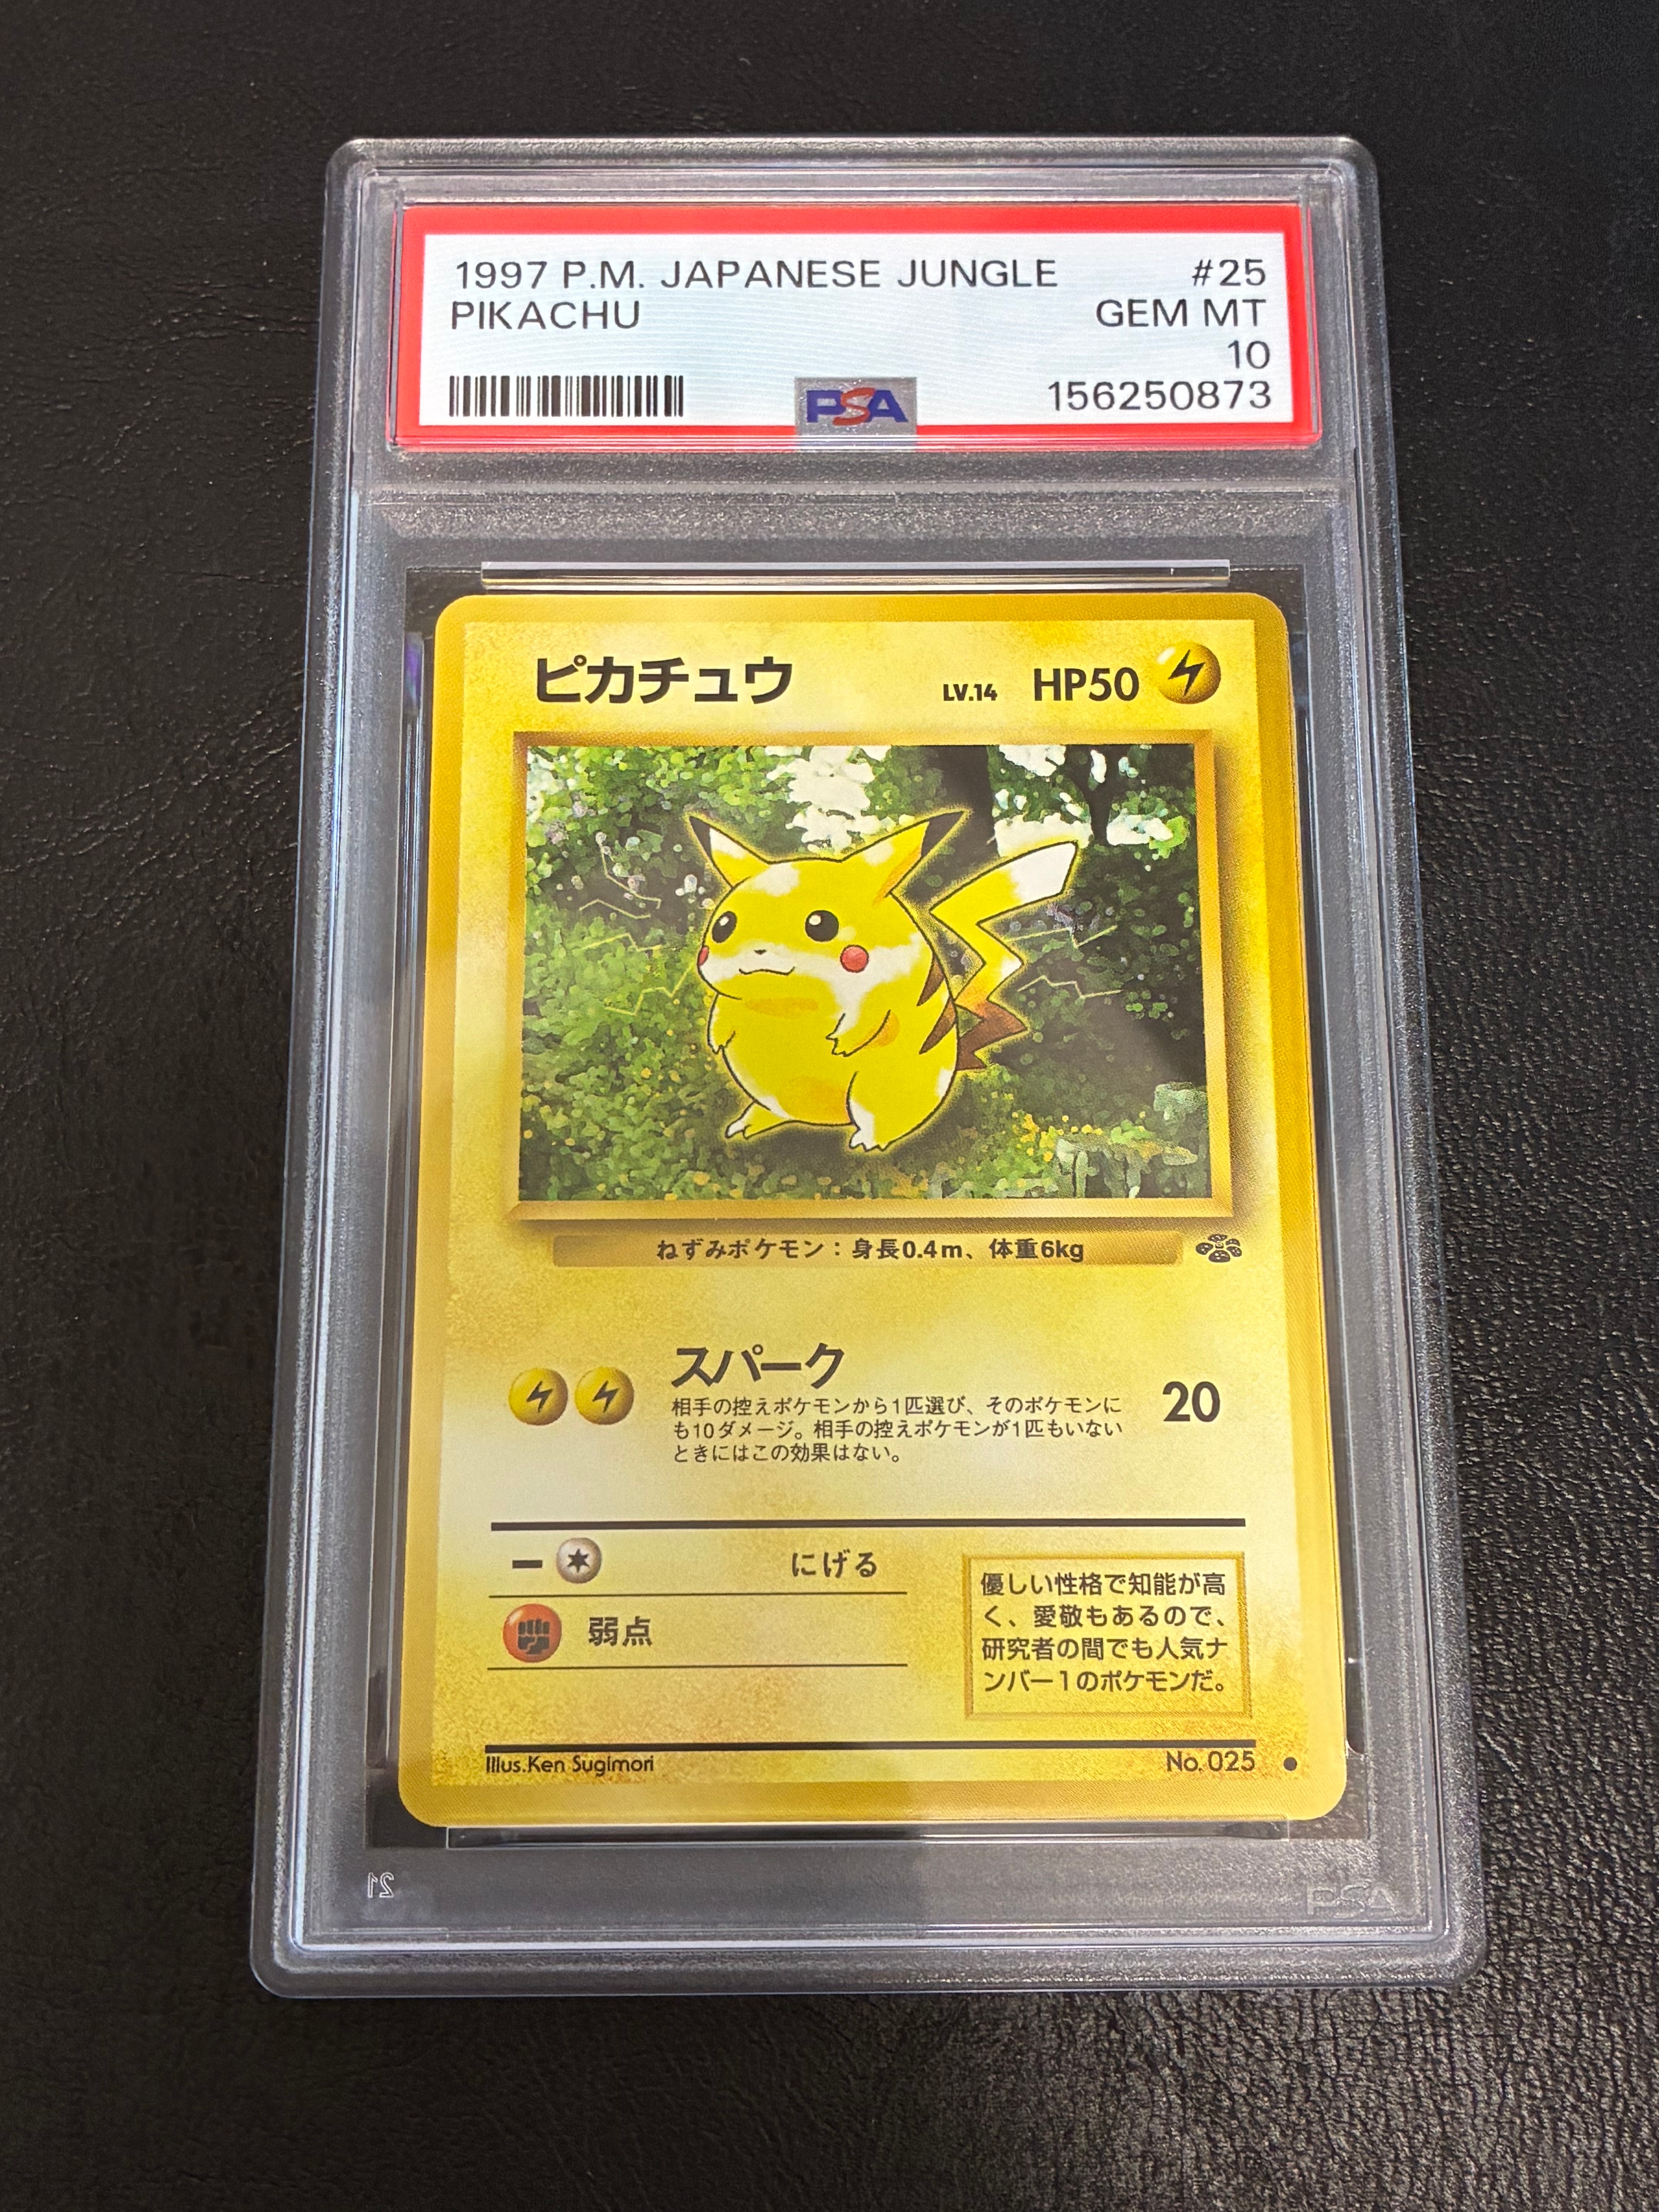 1997 P.M. JAPANESE JUNGLE #25
PIKACHU GEM MT
10
PSA 156250873
ピカチュウ LV.14 HP50
ねずみポケモン：身長0.4m、体重6kg
スパーク
相手の控えポケモンから1匹選び、そのポケモンに
も10ダメージ。相手の控えポケモンが1匹もいない
ときにはこの効果はない。
20
にげる
弱点
優しい性格で知能が高
く、愛敬もあるので、
研究者の間でも人気ナ
ンバー1のポケモンだ。
Illus.Ken Sugimori No. 025
21 PSA